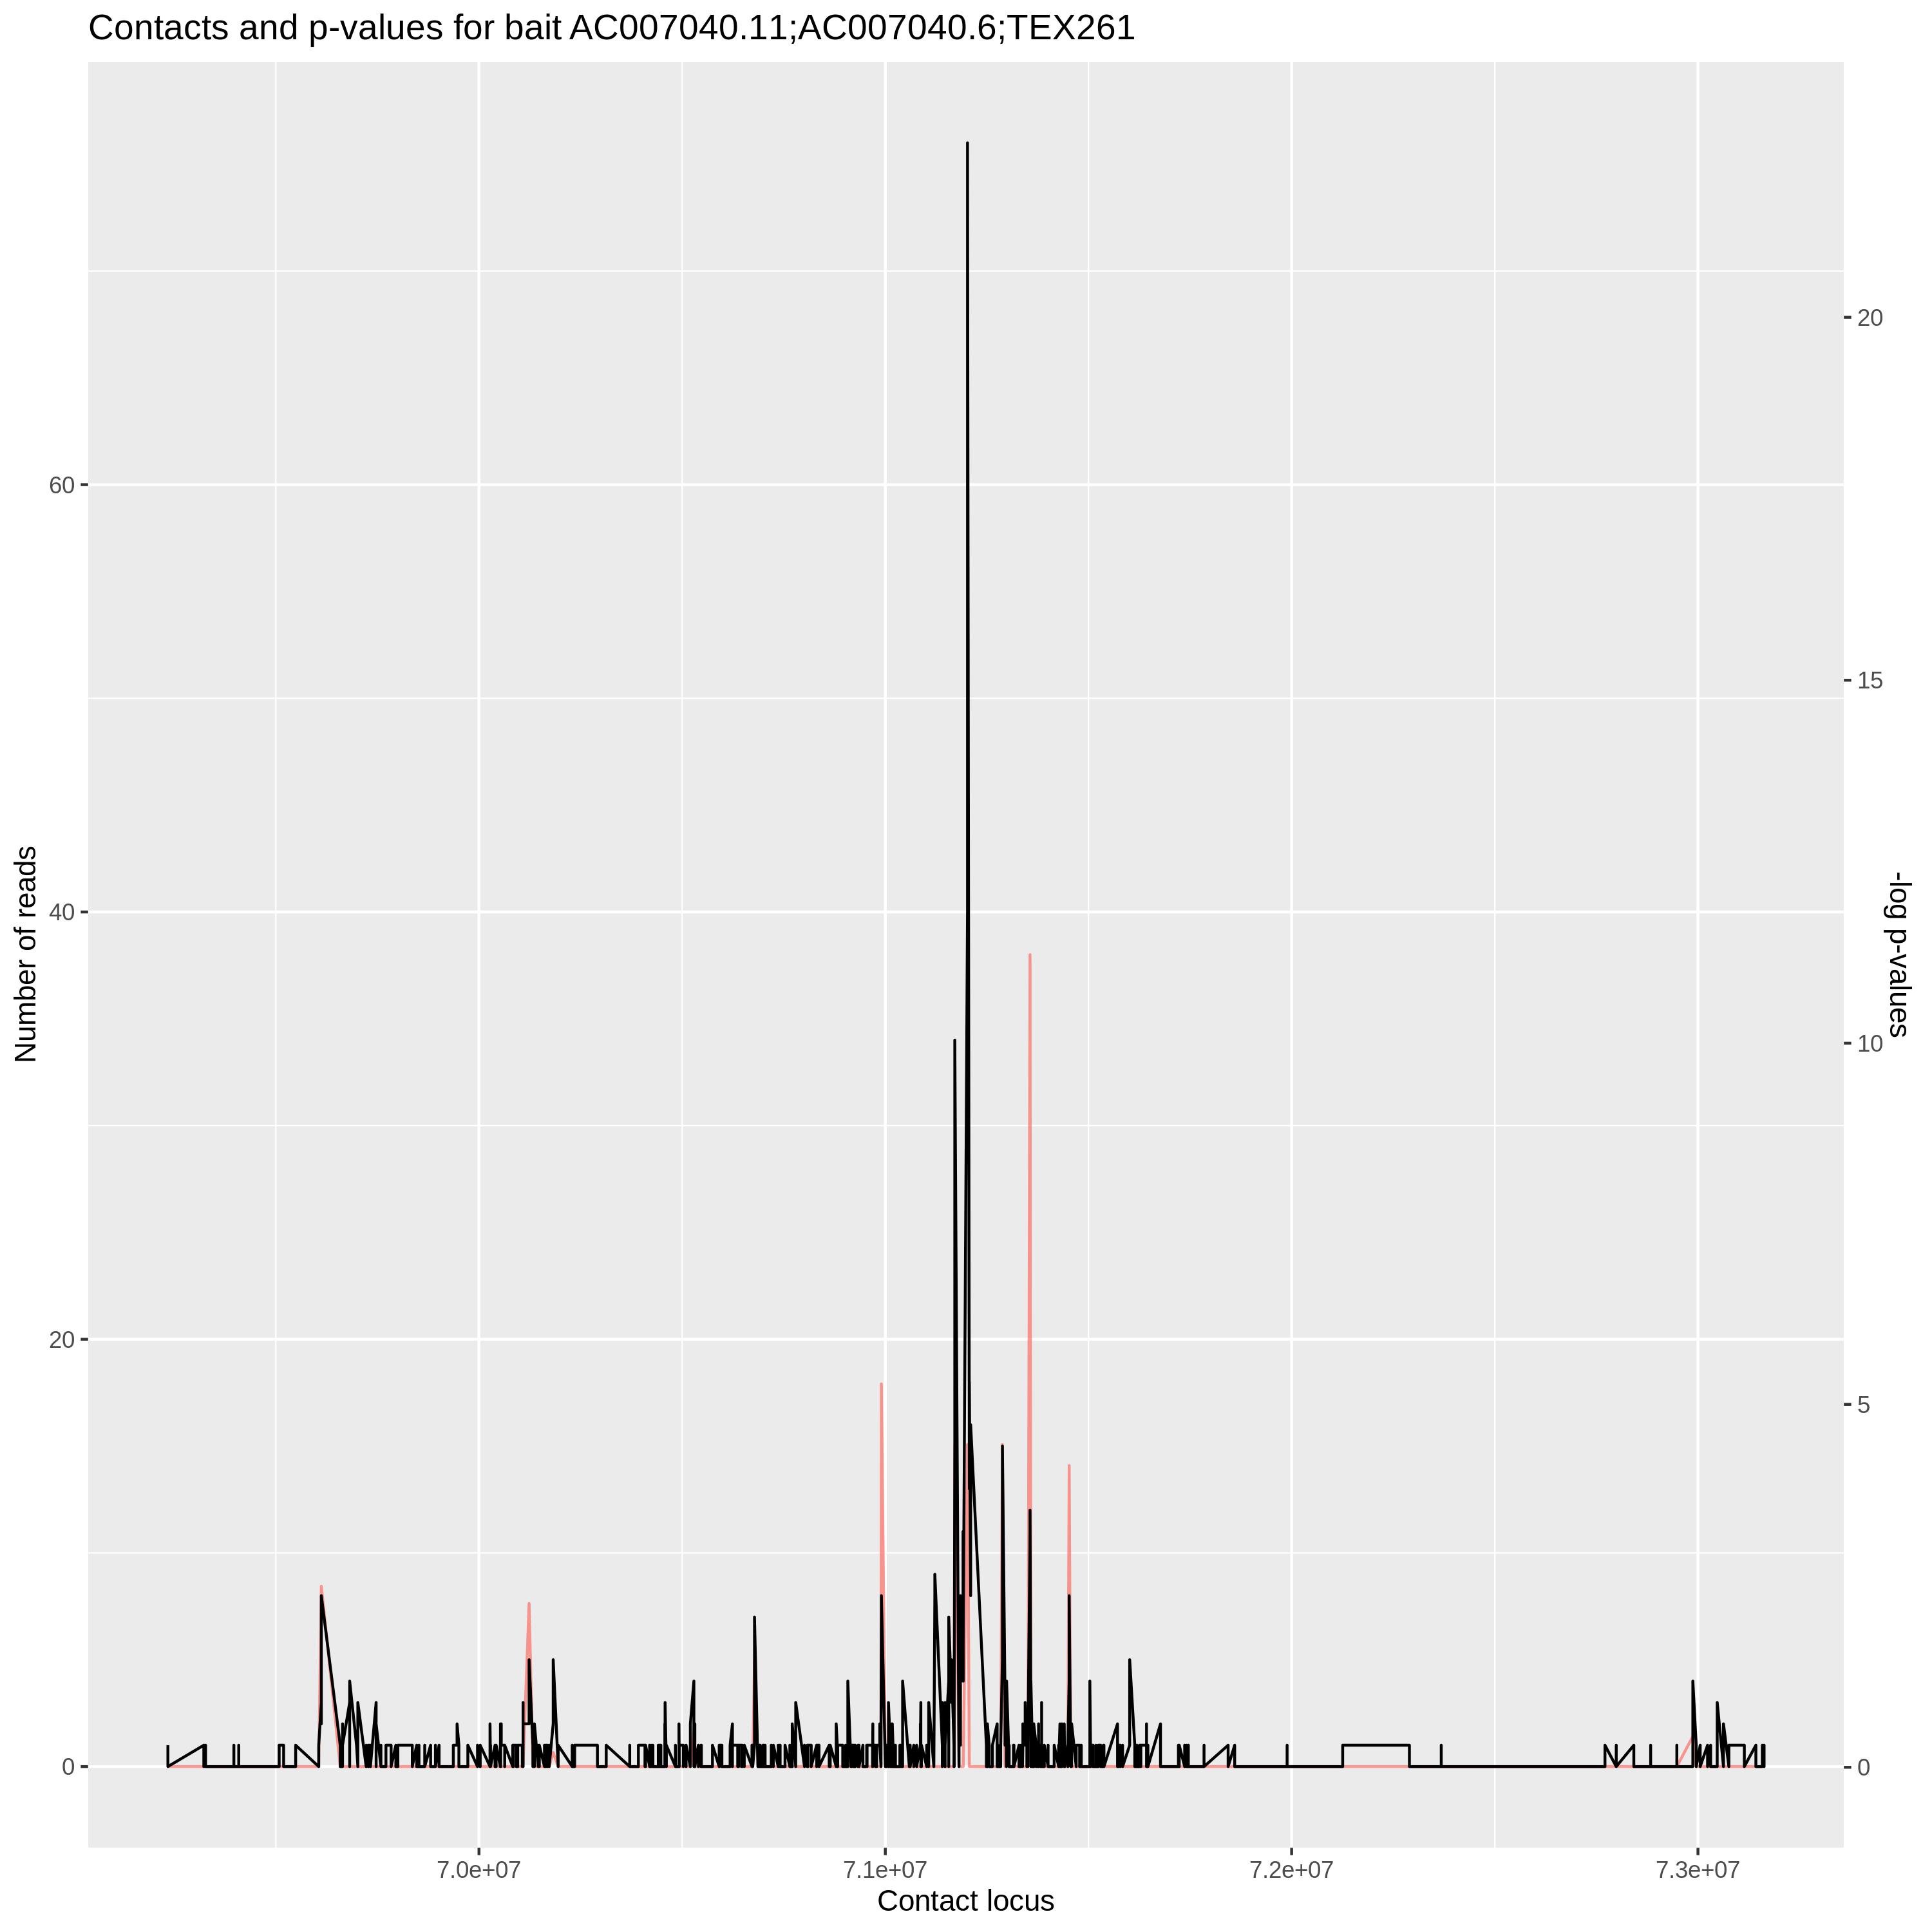 Contacts and p-values for bait AC007040.11;AC007040.6;TEX261
Number of reads
60
40
20
0
20
15
10
5
0
-log p-values
7.0e+07
7.1e+07
7.2e+07
7.3e+07
Contact locus